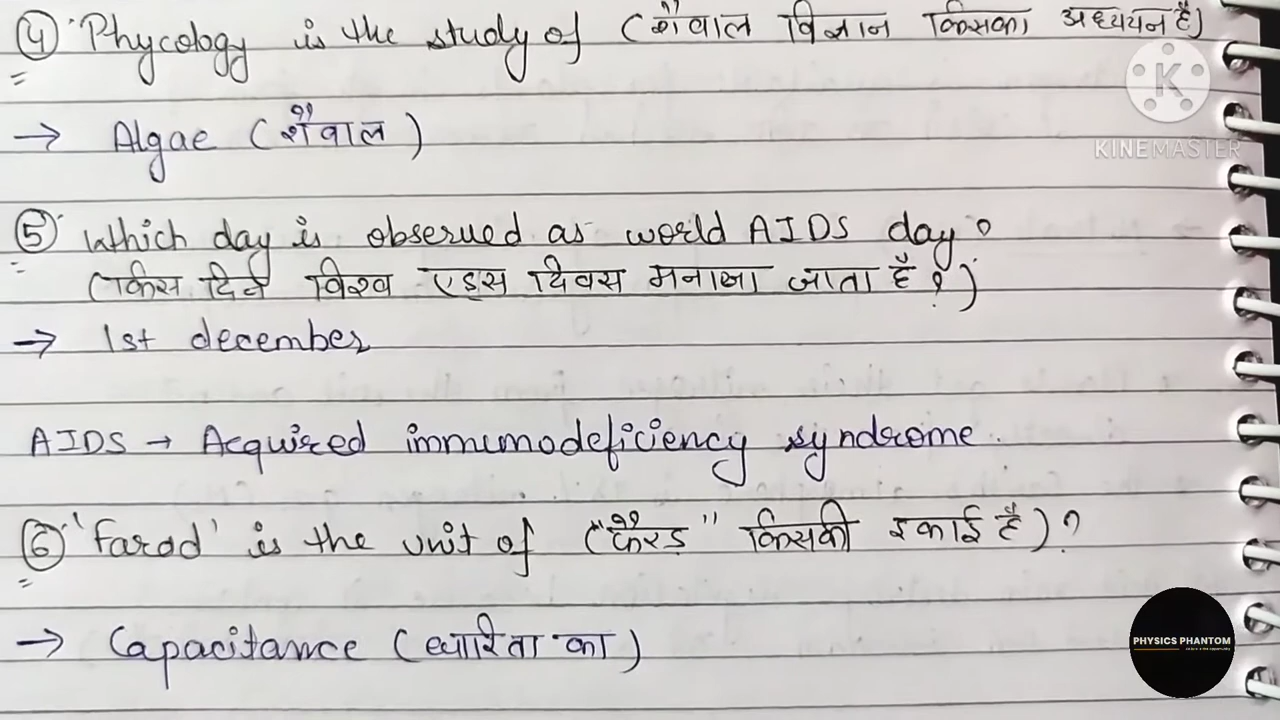 ④ Phycology is the study of (शैवाल विज्ञान किसका अध्ययन है)
→ Algae (शैवाल)
⑤ Which day is observed as world AIDS day?
(किस दिन विश्व एड्स दिवस मनाया जाता है?)
→ 1st december
AIDS → Acquired immunodeficiency syndrome.
⑥ 'farad' is the unit of ("फैरड" किसकी इकाई है)?
→ Capacitance (धारिता का)
KINEMASTER
PHYSICS PHANTOM